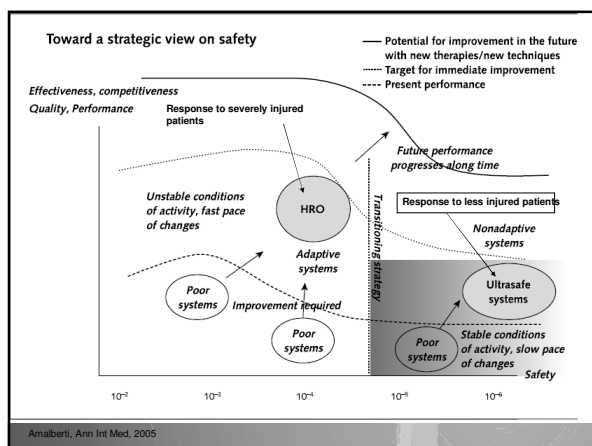 Toward a strategic view on safety
Potential for improvement in the future
with new therapies/new techniques
Target for immediate improvement
Present performance
Effectiveness, competitiveness
Quality, Performance
Response to severely injured
patients
Future performance
progresses along time
Unstable conditions
of activity, fast pace
of changes
HRO
Adaptive
systems
Transitioning strategy
Response to less injured patients
Nonadaptive
systems
Ultrasafe
systems
Poor
systems
Improvement required
Poor
systems
Poor
systems
Stable conditions
of activity, slow pace
of changes
Safety
10⁻² 10⁻³ 10⁻⁴ 10⁻⁵ 10⁻⁶
Amalberti, Ann Int Med, 2005